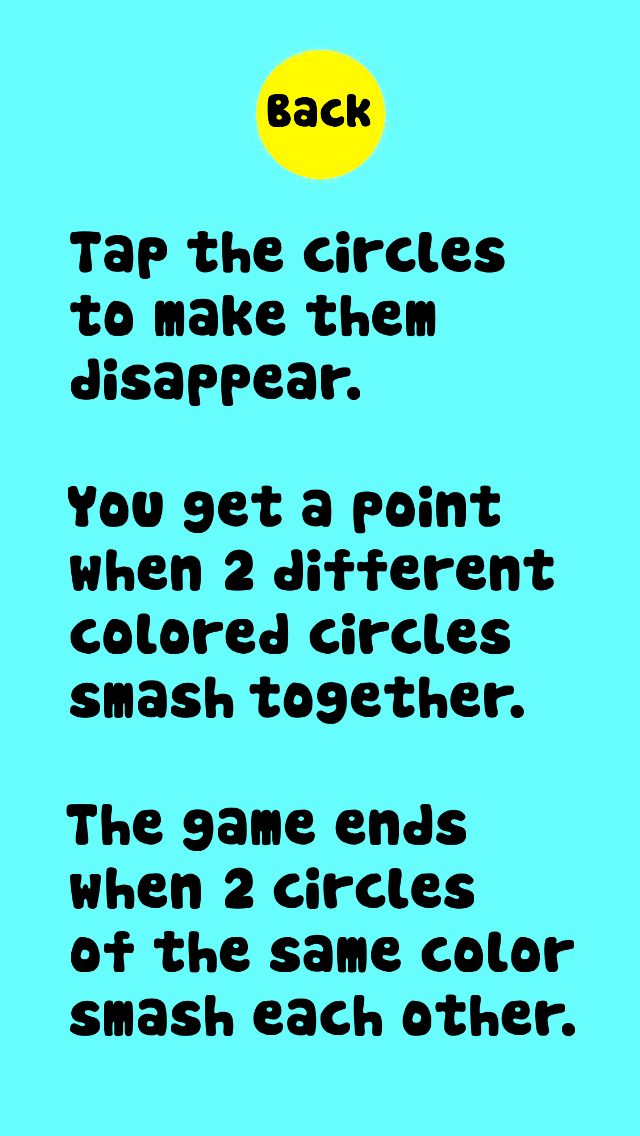 Back
Tap the circles
to make them
disappear.
You get a point
when 2 different
colored circles
smash together.
The game ends
when 2 circles
of the same color
smash each other.